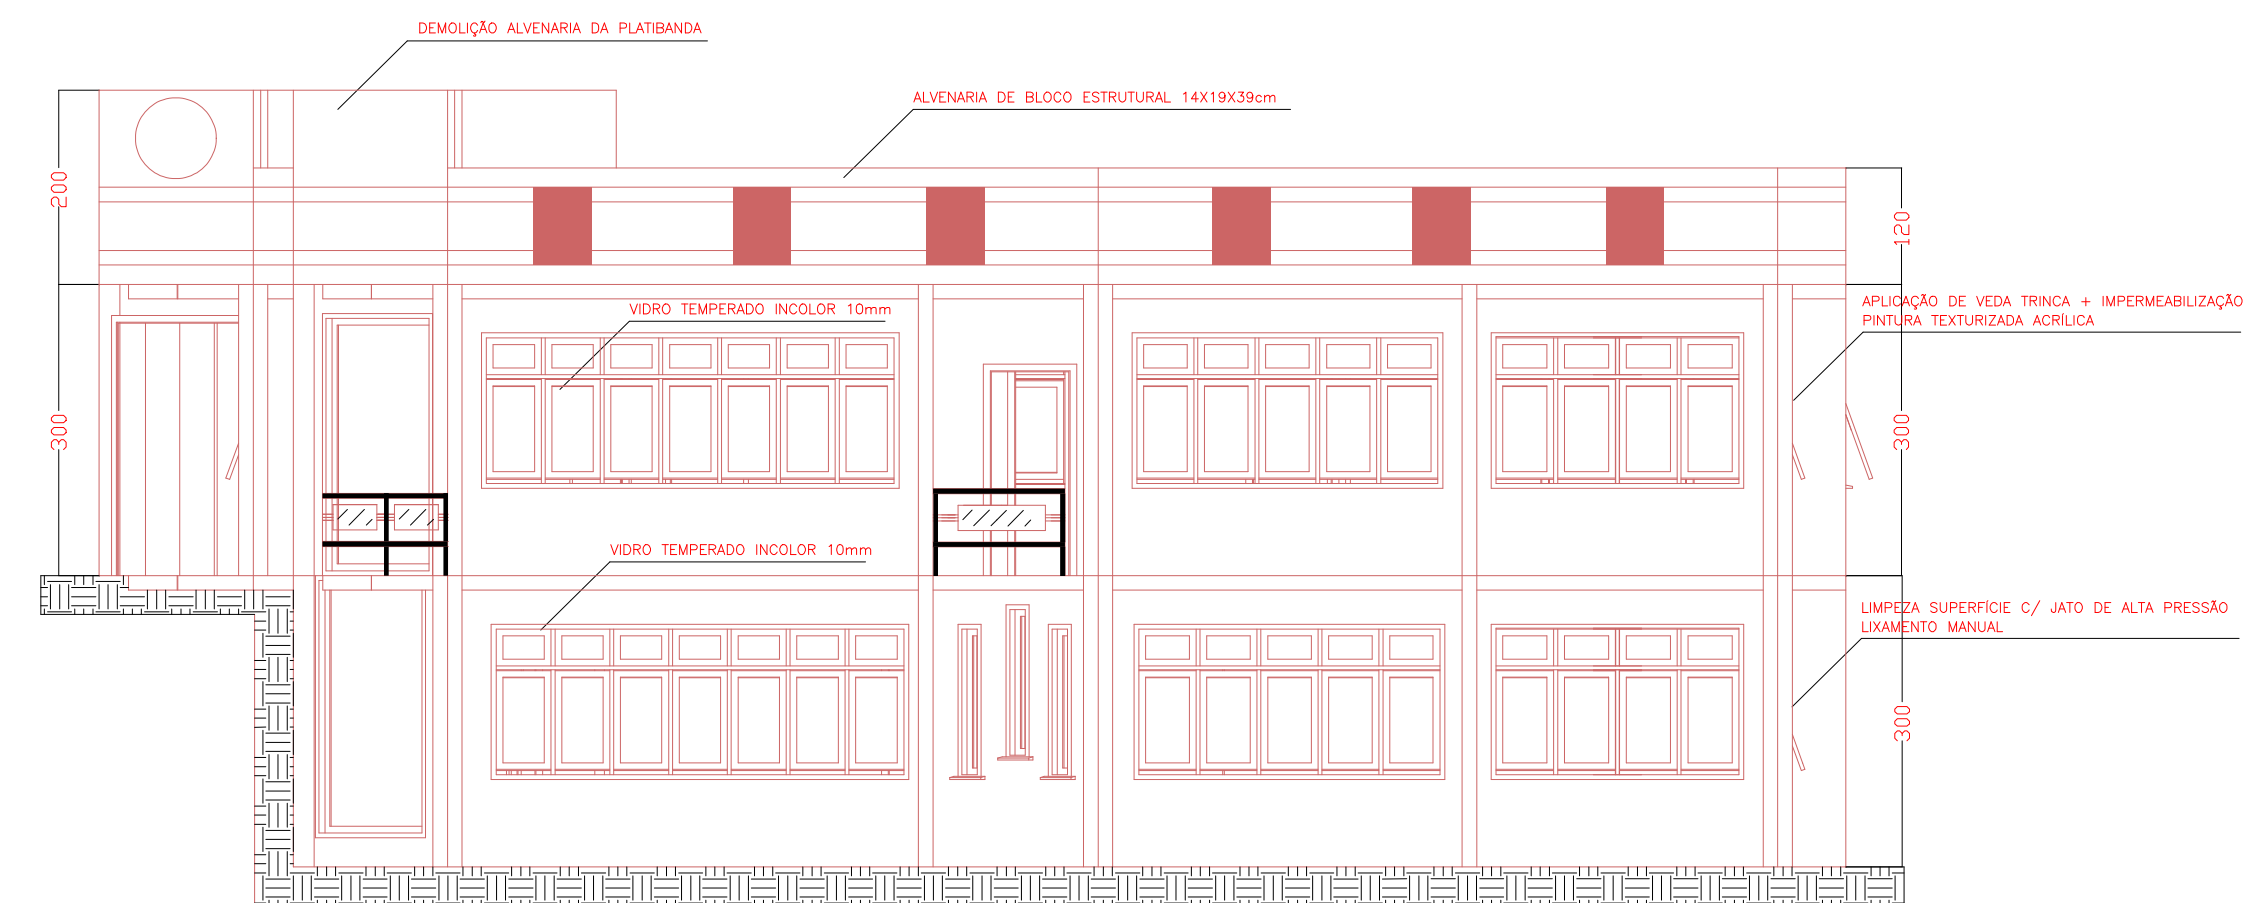 DEMOLIÇÃO ALVENARIA DA PLATIBANDA
ALVENARIA DE BLOCO ESTRUTURAL 14X19X39cm
200
120
VIDRO TEMPERADO INCOLOR 10mm
APLICAÇÃO DE VEDA TRINCA + IMPERMEABILIZAÇÃO
PINTURA TEXTURIZADA ACRÍLICA
300
300
VIDRO TEMPERADO INCOLOR 10mm
LIMPEZA SUPERFÍCIE C/ JATO DE ALTA PRESSÃO
LIXAMENTO MANUAL
300